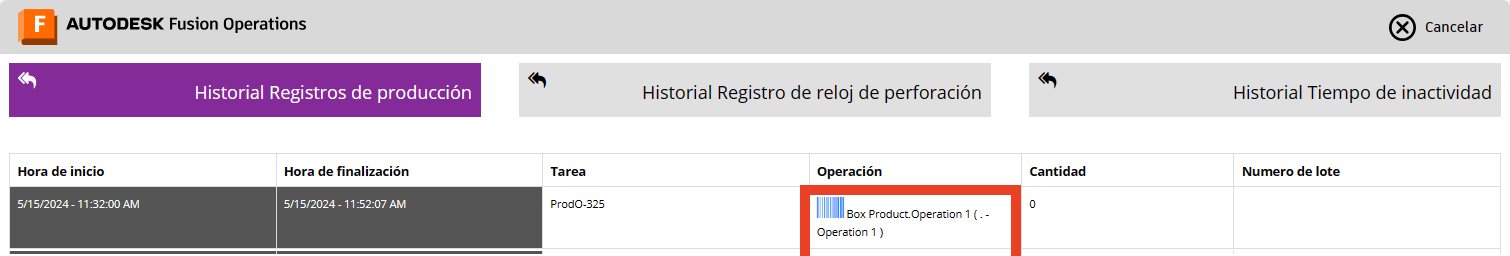 F AUTODESK Fusion Operations
Cancelar
Historial Registros de producción
Historial Registro de reloj de perforación
Historial Tiempo de inactividad
Hora de inicio
Hora de finalización
Tarea
Operación
Cantidad
Numero de lote
5/15/2024 - 11:32:00 AM
5/15/2024 - 11:52:07 AM
ProdO-325
Box Product.Operation 1 ( . -
Operation 1 )
0